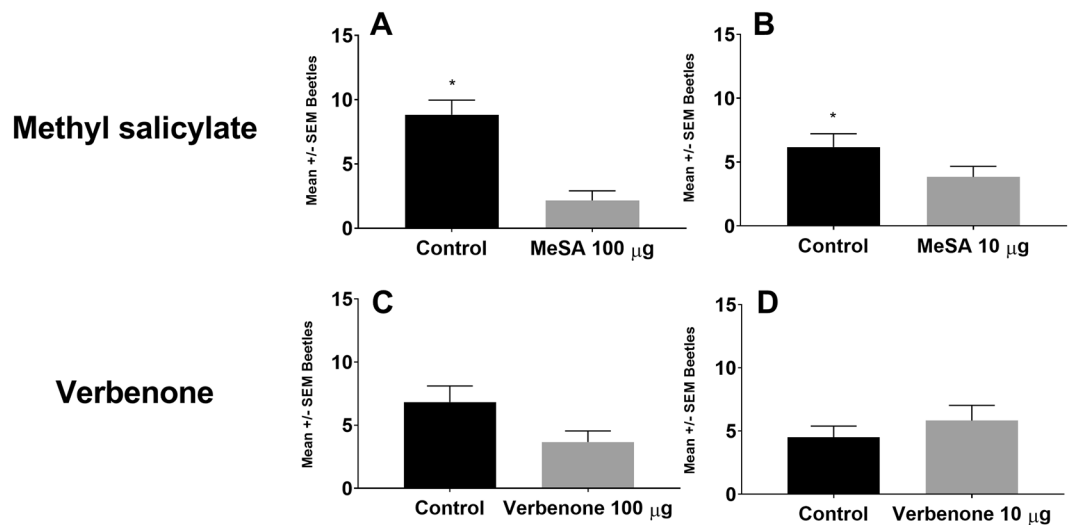 A
B
15
10
5
0
Mean +/- SEM Beetles
*
Control
MeSA 100 μg
15
10
5
0
Mean +/- SEM Beetles
*
Control
MeSA 10 μg
Methyl salicylate
C
D
15
10
5
0
Mean +/- SEM Beetles
Control
Verbenone 100 μg
15
10
5
0
Mean +/- SEM Beetles
Control
Verbenone 10 μg
Verbenone